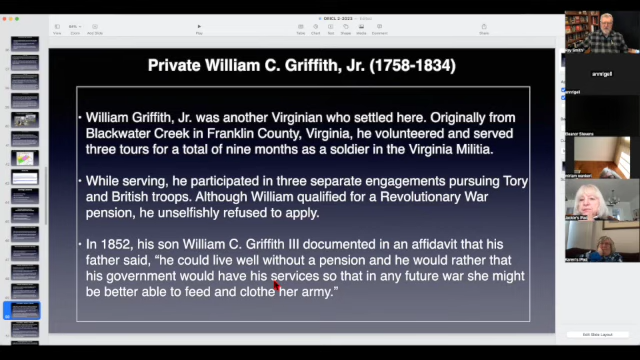 Private William C. Griffith, Jr. (1758-1834)
• William Griffith, Jr. was another Virginian who settled here. Originally from
Blackwater Creek in Franklin County, Virginia, he volunteered and served
three tours for a total of nine months as a soldier in the Virginia Militia.
• While serving, he participated in three separate engagements pursuing Tory
and British troops. Although William qualified for a Revolutionary War
pension, he unselfishly refused to apply.
• In 1852, his son William C. Griffith III documented in an affidavit that his
father said, “he could live well without a pension and he would rather that
his government would have his services so that in any future war she might
be better able to feed and clothe her army.”
Edit Slide Layout